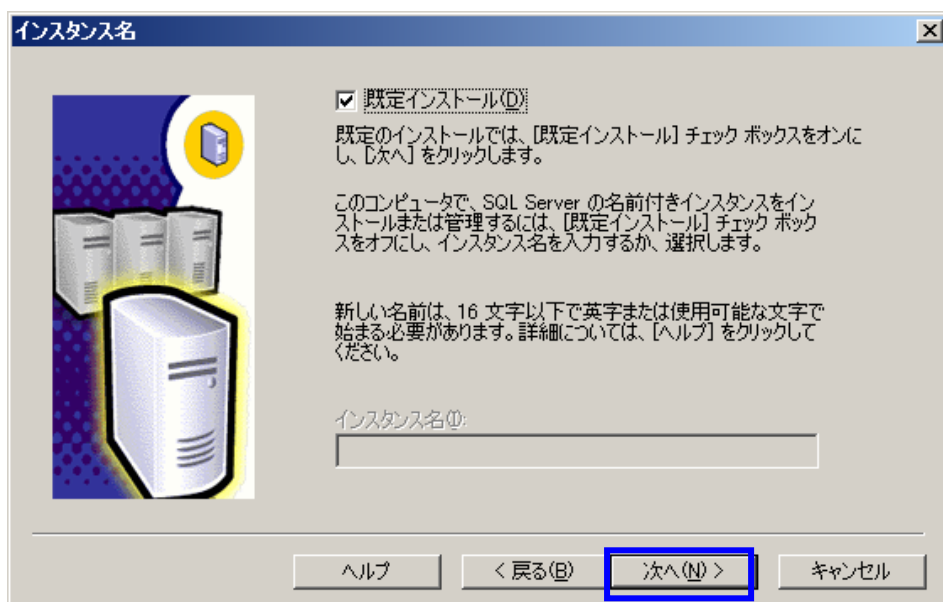 インスタンス名
既定インストール(D)
既定のインストールでは、[既定インストール] チェック ボックスをオンに
し、[次へ] をクリックします。
このコンピュータで、SQL Server の名前付きインスタンスをイン
ストールまたは管理するには、[既定インストール] チェック ボック
スをオフにし、インスタンス名を入力するか、選択します。
新しい名前は、16 文字以下で英字または使用可能な文字で
始まる必要があります。詳細については、[ヘルプ] をクリックして
ください。
インスタンス名(I):
ヘルプ
< 戻る(B)
次へ(N) >
キャンセル